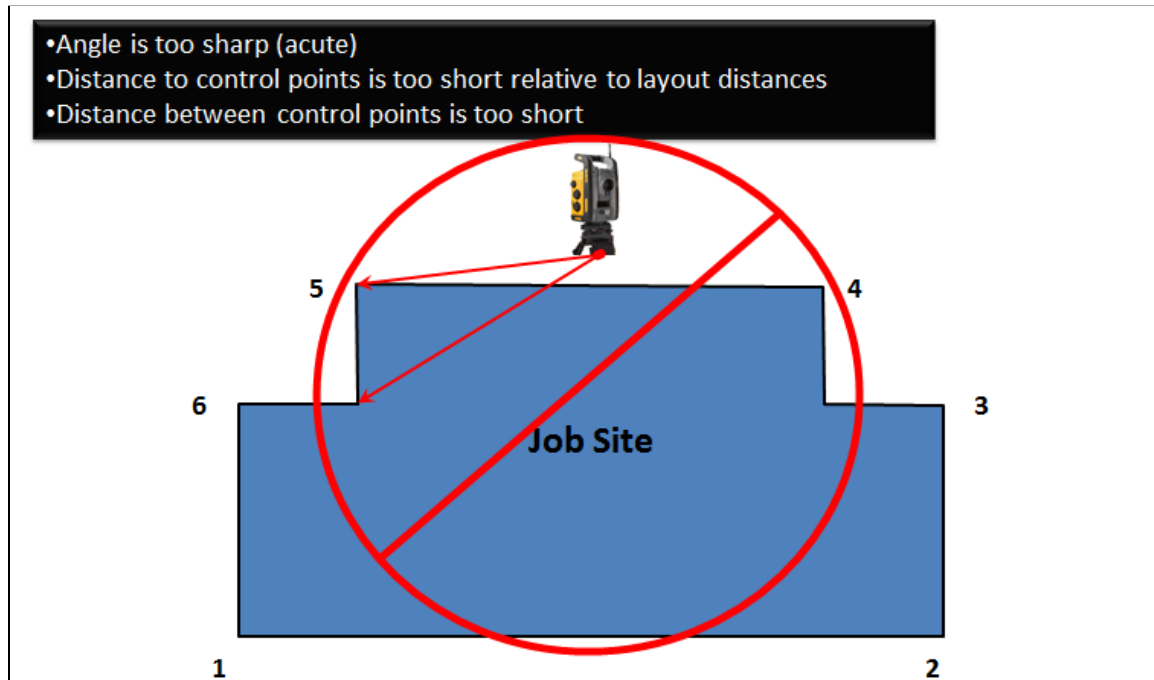 •Angle is too sharp (acute)
•Distance to control points is too short relative to layout distances
•Distance between control points is too short
5
4
6
3
Job Site
1
2